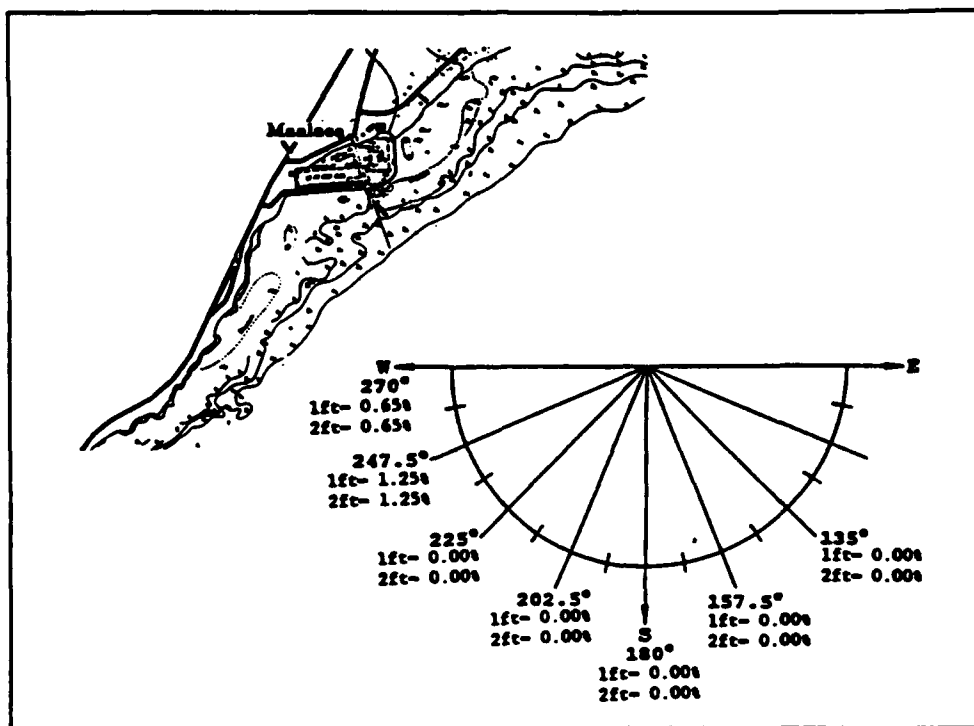 Maalaea
W
E
270°
1ft- 0.65%
2ft- 0.65%
247.5°
1ft- 1.25%
2ft- 1.25%
225°
1ft- 0.00%
2ft- 0.00%
202.5°
1ft- 0.00%
2ft- 0.00%
S
180°
1ft- 0.00%
2ft- 0.00%
157.5°
1ft- 0.00%
2ft- 0.00%
135°
1ft- 0.00%
2ft- 0.00%